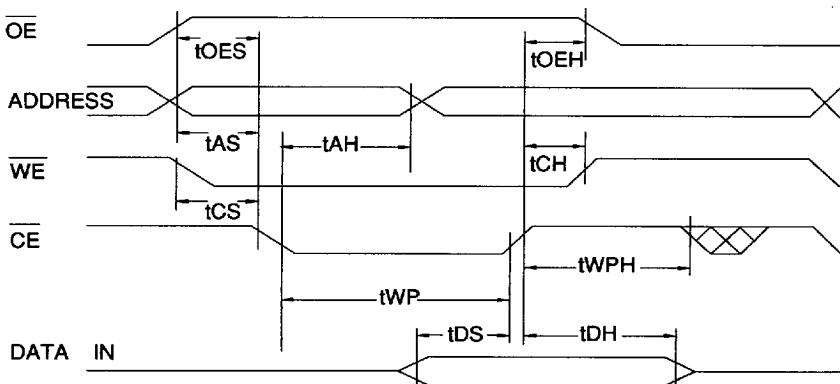 OE
tOES
tOEH
ADDRESS
tAS
tAH
tCH
WE
tCS
CE
tWPH
tWP
tDS
tDH
DATA IN